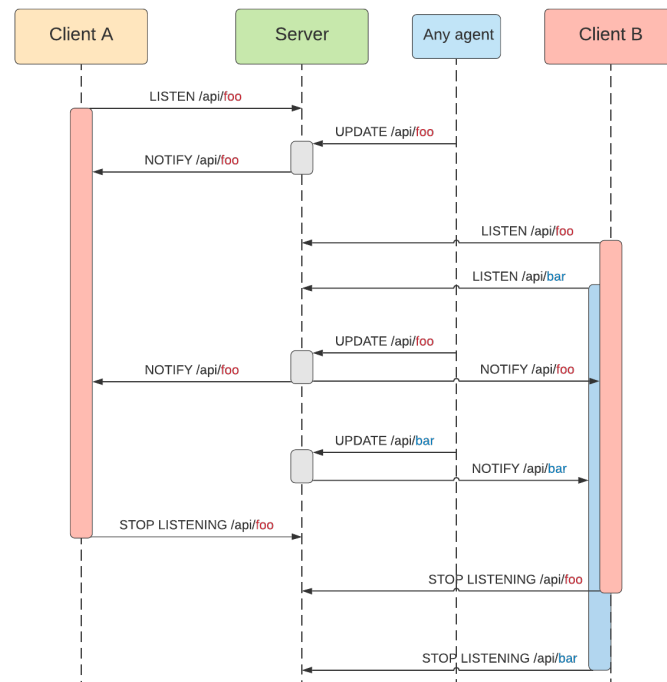 Client A
Server
Any agent
Client B
LISTEN /api/foo
UPDATE /api/foo
NOTIFY /api/foo
LISTEN /api/foo
LISTEN /api/bar
UPDATE /api/foo
NOTIFY /api/foo
NOTIFY /api/foo
UPDATE /api/bar
NOTIFY /api/bar
STOP LISTENING /api/foo
STOP LISTENING /api/foo
STOP LISTENING /api/bar